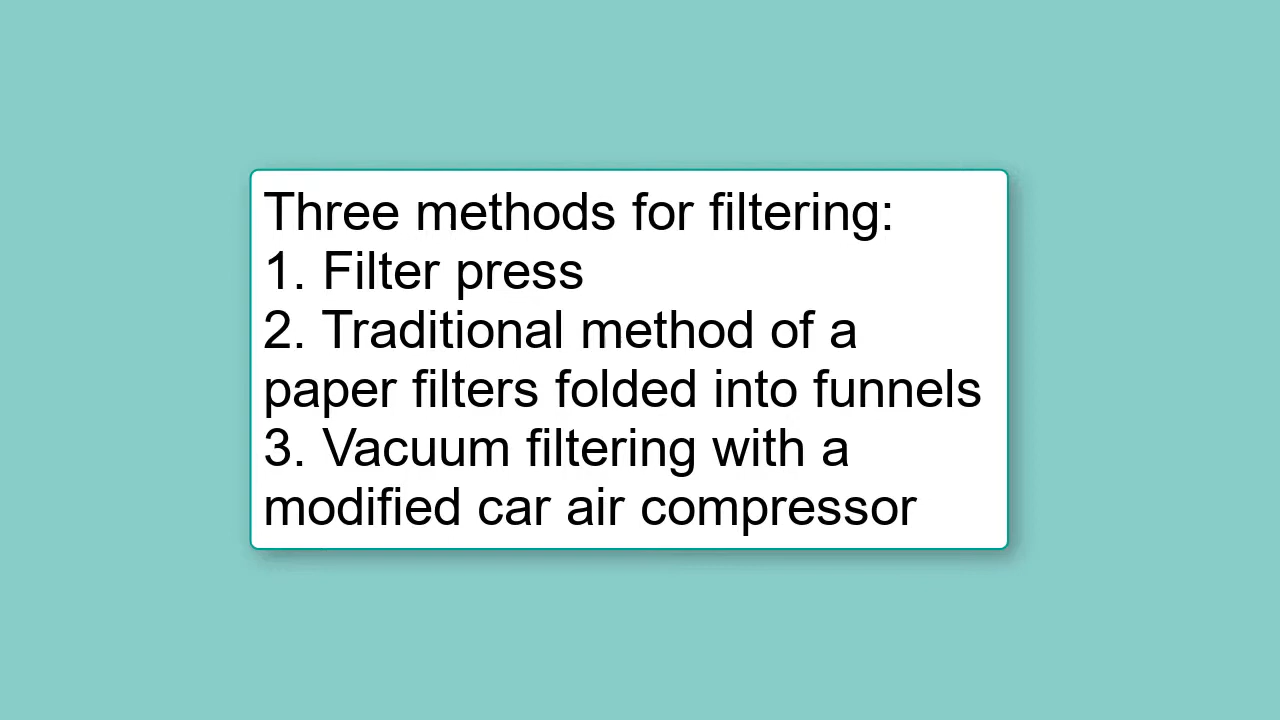 Three methods for filtering:
1. Filter press
2. Traditional method of a
paper filters folded into funnels
3. Vacuum filtering with a
modified car air compressor